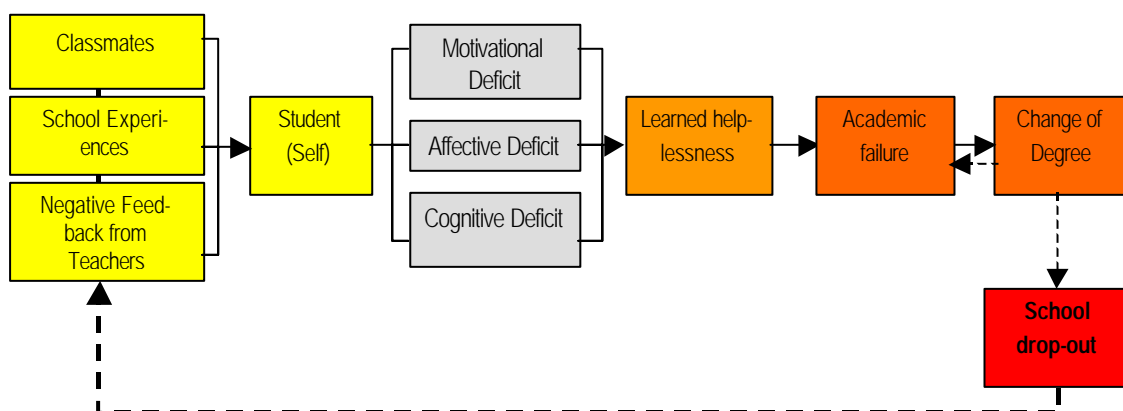 Classmates
School Experi-
ences
Negative Feed-
back from
Teachers
Student
(Self)
Motivational
Deficit
Affective Deficit
Cognitive Deficit
Learned help-
lessness
Academic
failure
Change of
Degree
School
drop-out